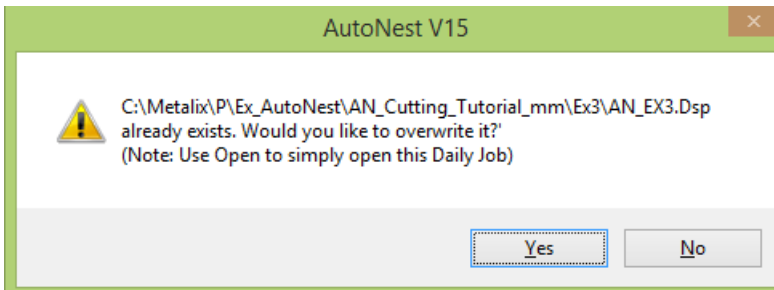 AutoNest V15
C:\Metalix\P\Ex_AutoNest\AN_Cutting_Tutorial_mm\Ex3\AN_EX3.Dsp
already exists. Would you like to overwrite it?'
(Note: Use Open to simply open this Daily Job)
Yes
No